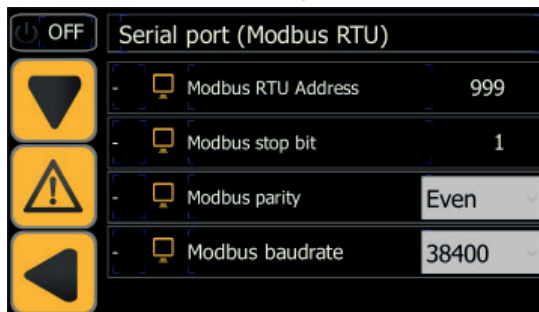 OFF Serial port (Modbus RTU)
- Modbus RTU Address 999
- Modbus stop bit 1
- Modbus parity Even
- Modbus baudrate 38400